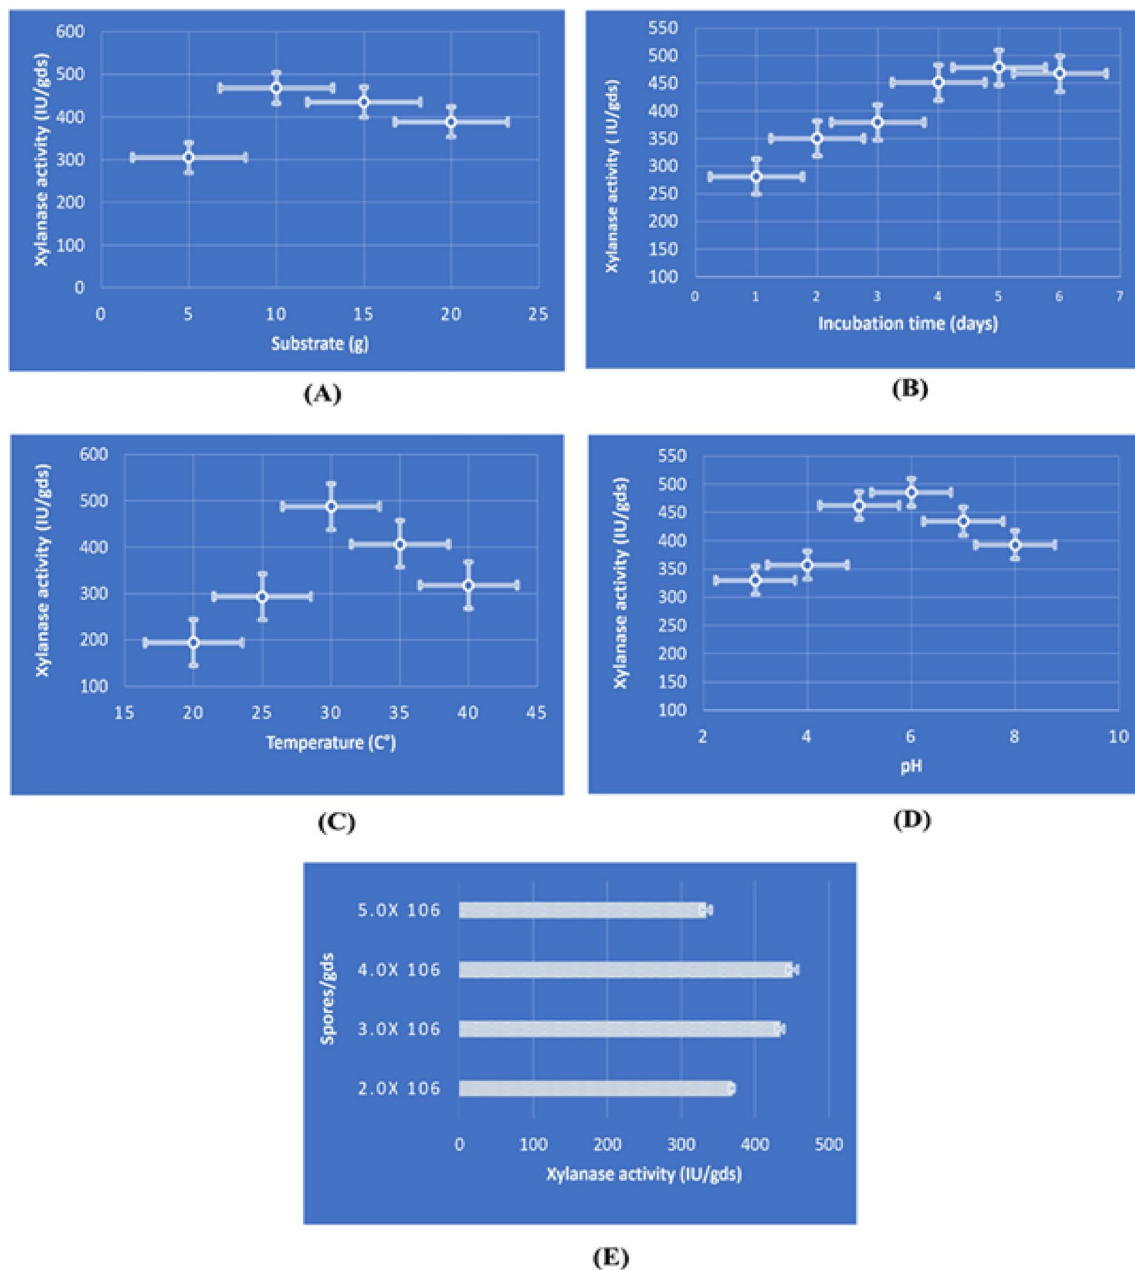 Xylanase activity (IU/gds)
600
500
400
300
200
100
0
0 5 10 15 20 25
Substrate (g)
(A)
Xylanase activity ( IU/gds)
550
500
450
400
350
300
250
200
150
100
0 1 2 3 4 5 6 7
Incubation time (days)
(B)
Xylanase activity (IU/gds)
600
500
400
300
200
100
15 20 25 30 35 40 45
Temperature (C°)
(C)
Xylanase activity (IU/gds)
550
500
450
400
350
300
250
200
150
100
2 4 6 8 10
pH
(D)
Spores/gds
5.0X 106
4.0X 106
3.0X 106
2.0X 106
0 100 200 300 400 500
Xylanase activity (IU/gds)
(E)